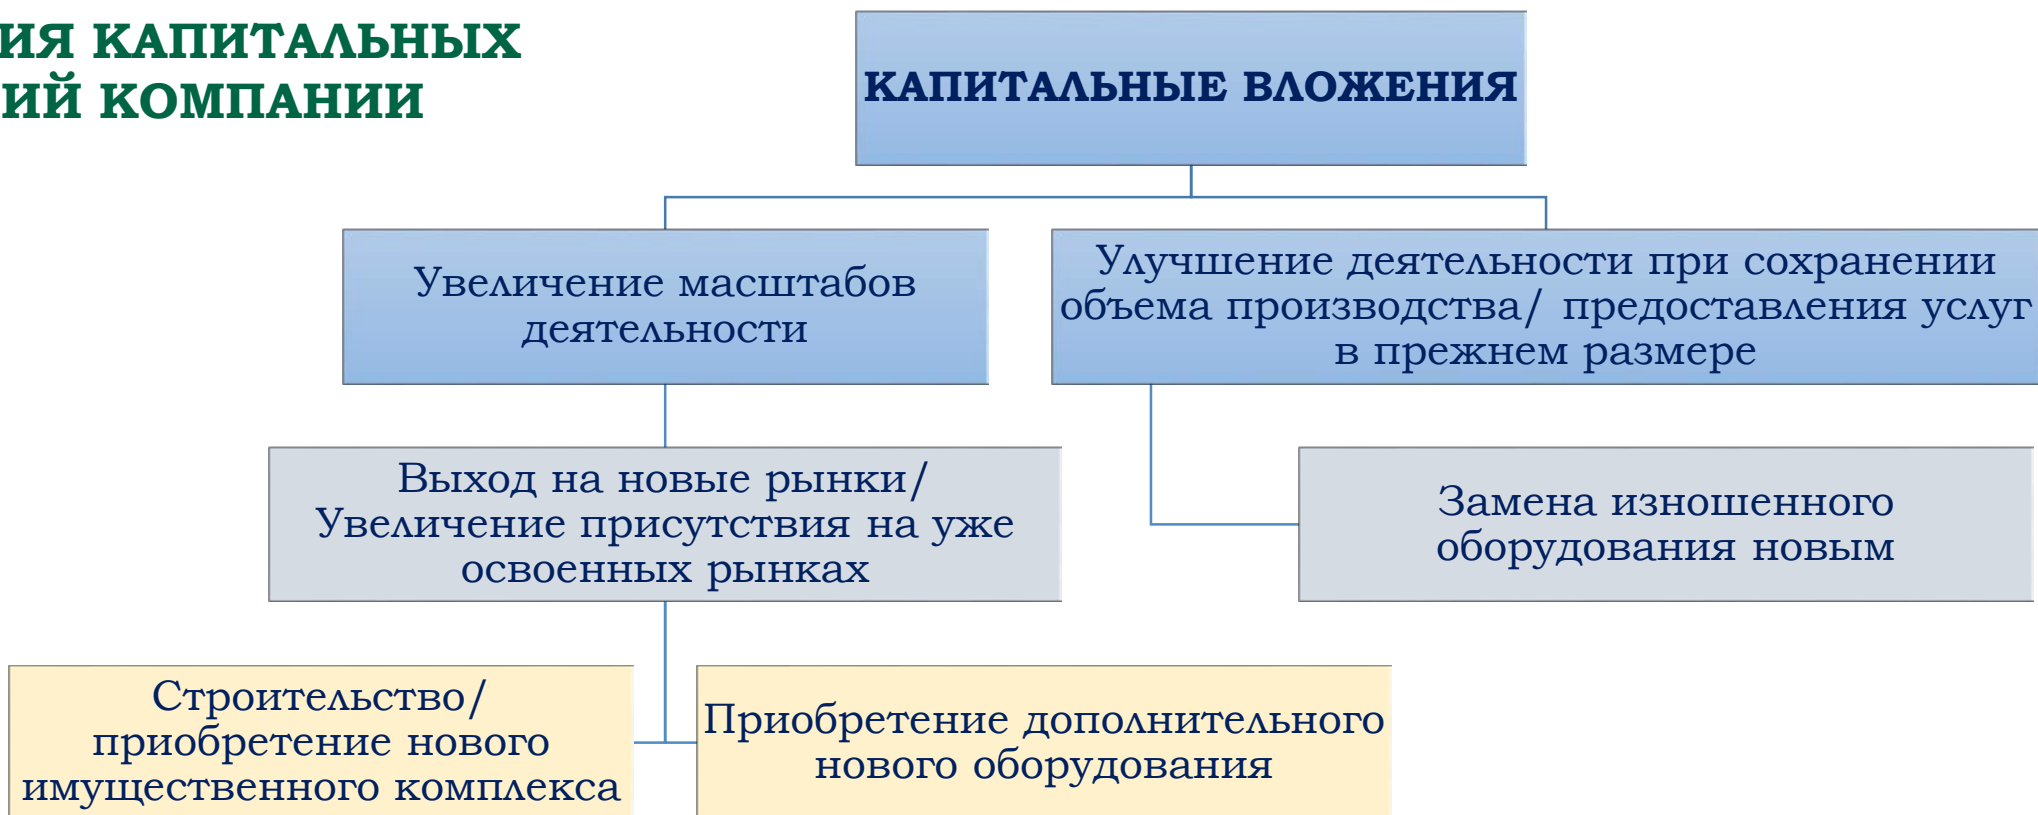 ИЯ КАПИТАЛЬНЫХ
ИЙ КОМПАНИИ
КАПИТАЛЬНЫЕ ВЛОЖЕНИЯ
Увеличение масштабов
деятельности
Улучшение деятельности при сохранении
объема производства/ предоставления услуг
в прежнем размере
Выход на новые рынки/
Увеличение присутствия на уже
освоенных рынках
Замена изношенного
оборудования новым
Строительство/
приобретение нового
имущественного комплекса
Приобретение дополнительного
нового оборудования